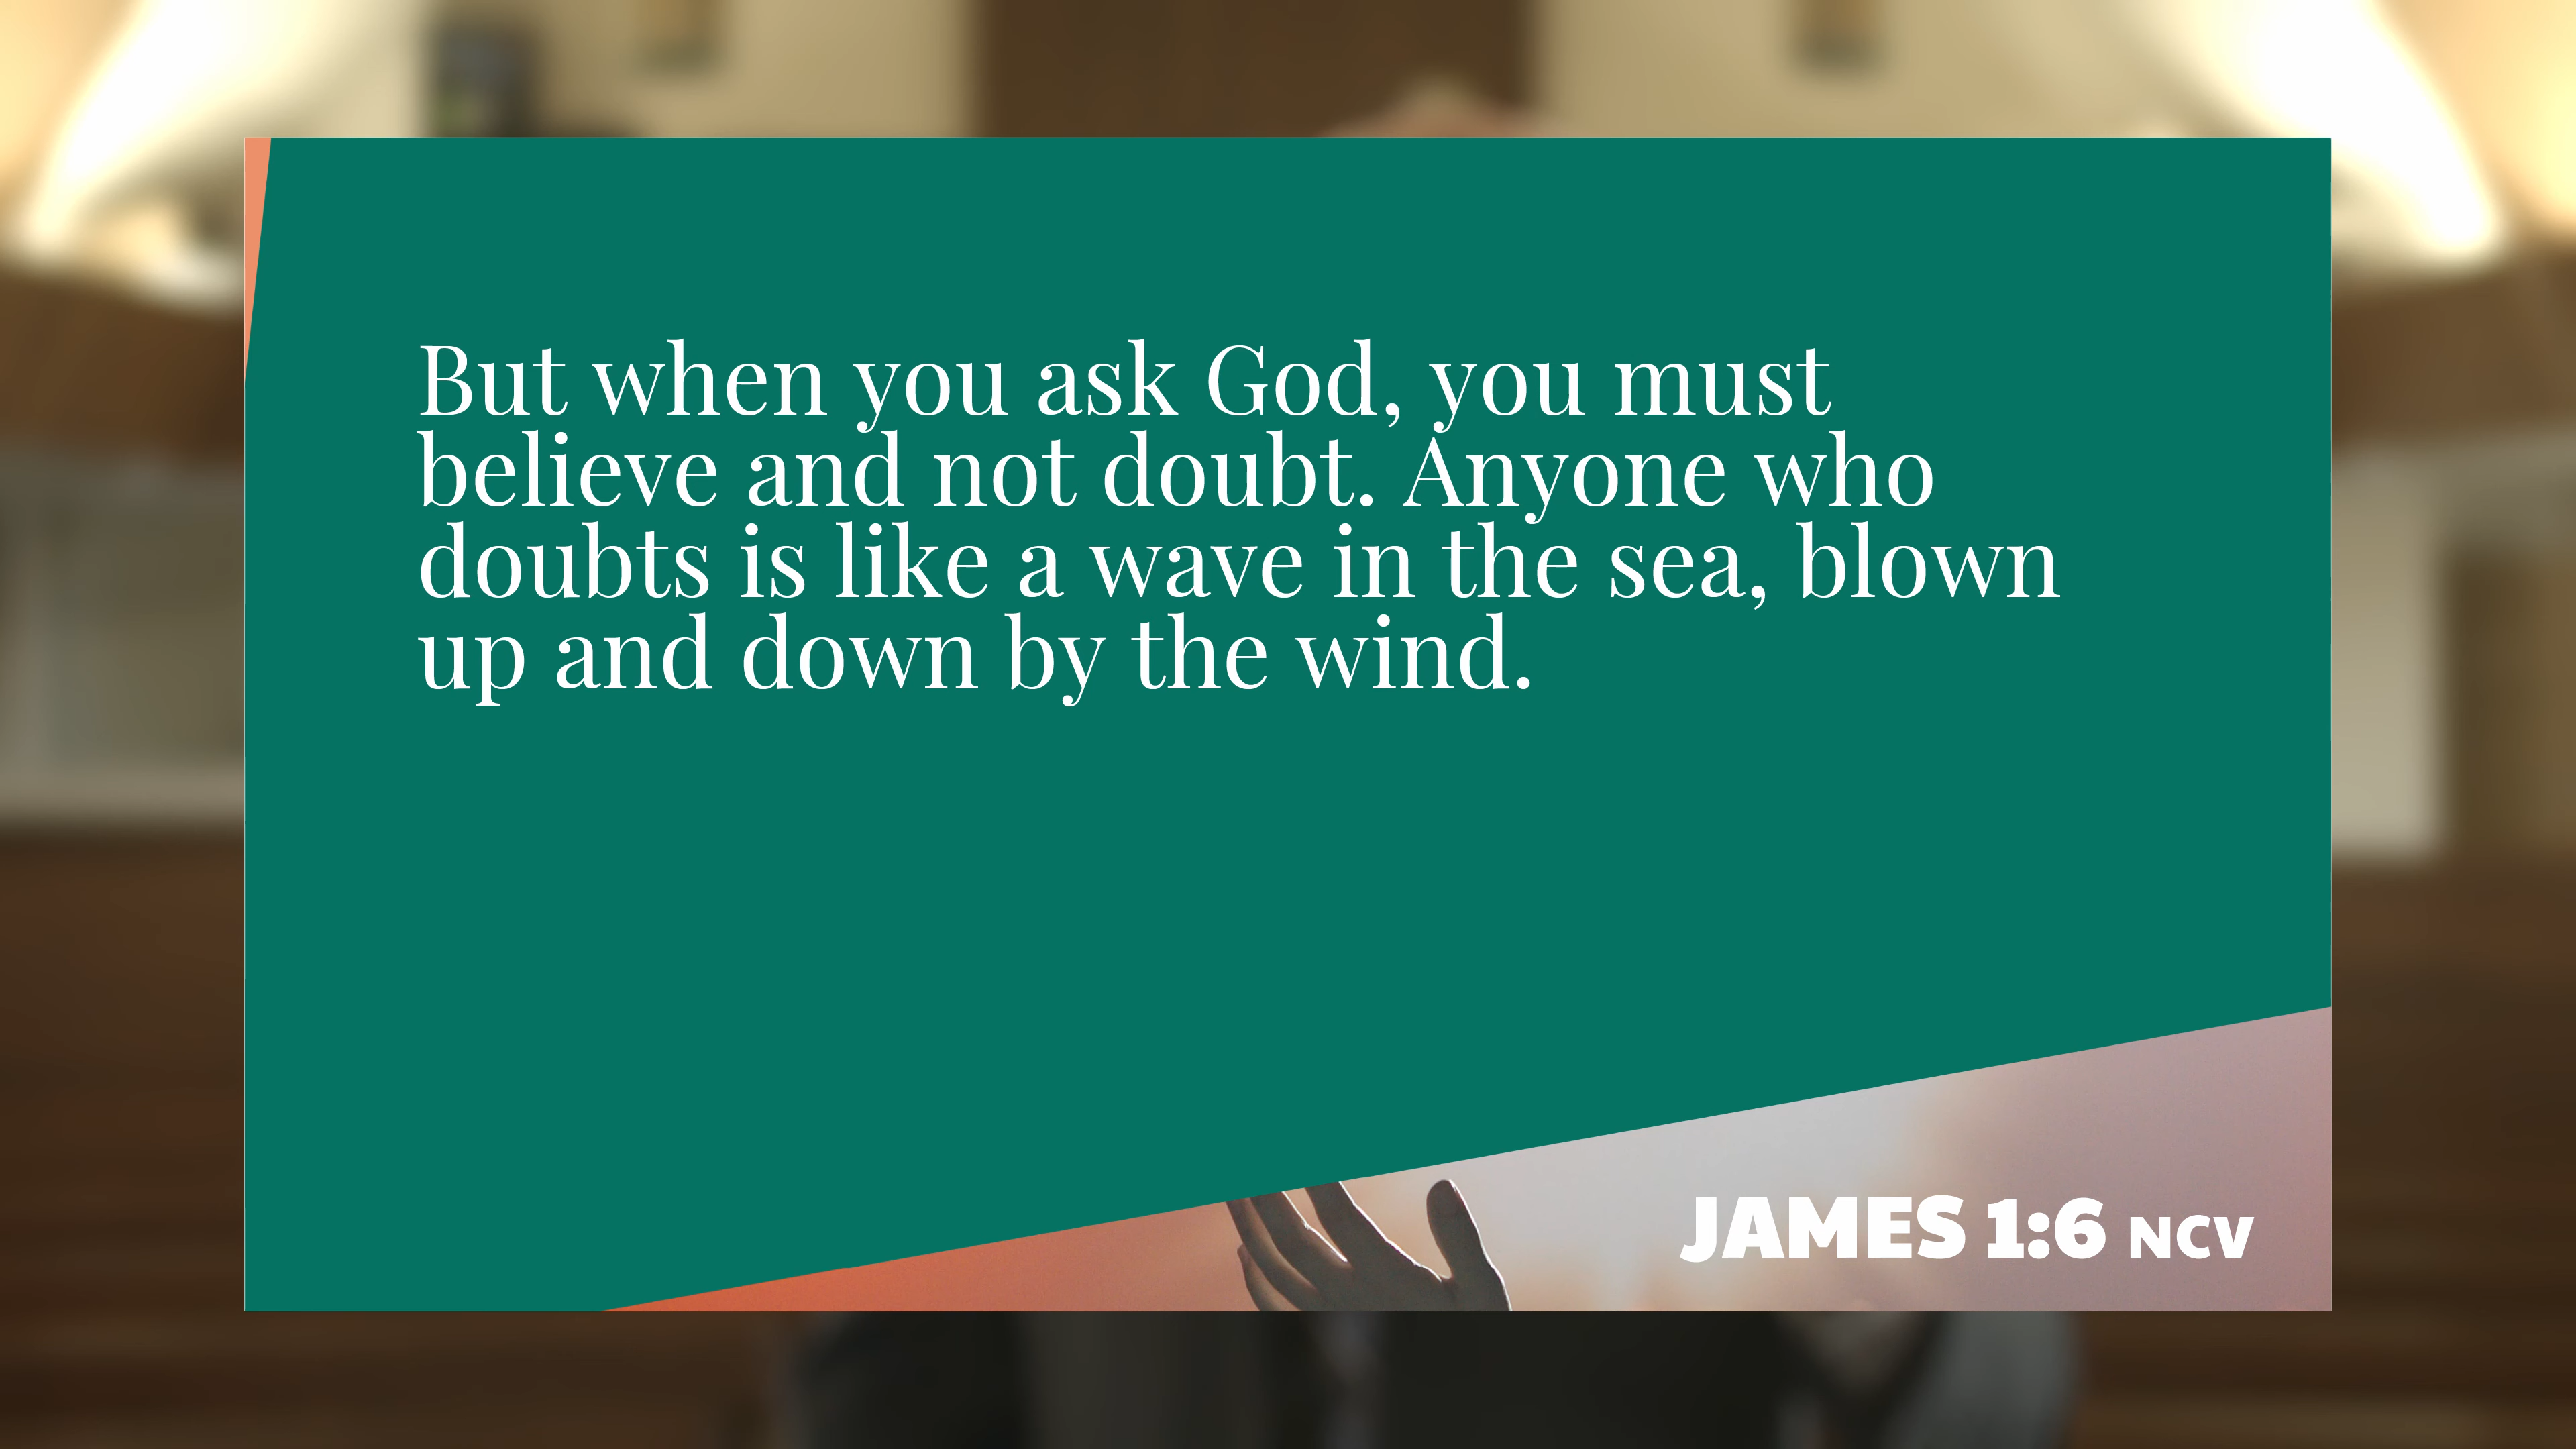 But when you ask God, you must
believe and not doubt. Anyone who
doubts is like a wave in the sea, blown
up and down by the wind.
JAMES 1:6 NCV